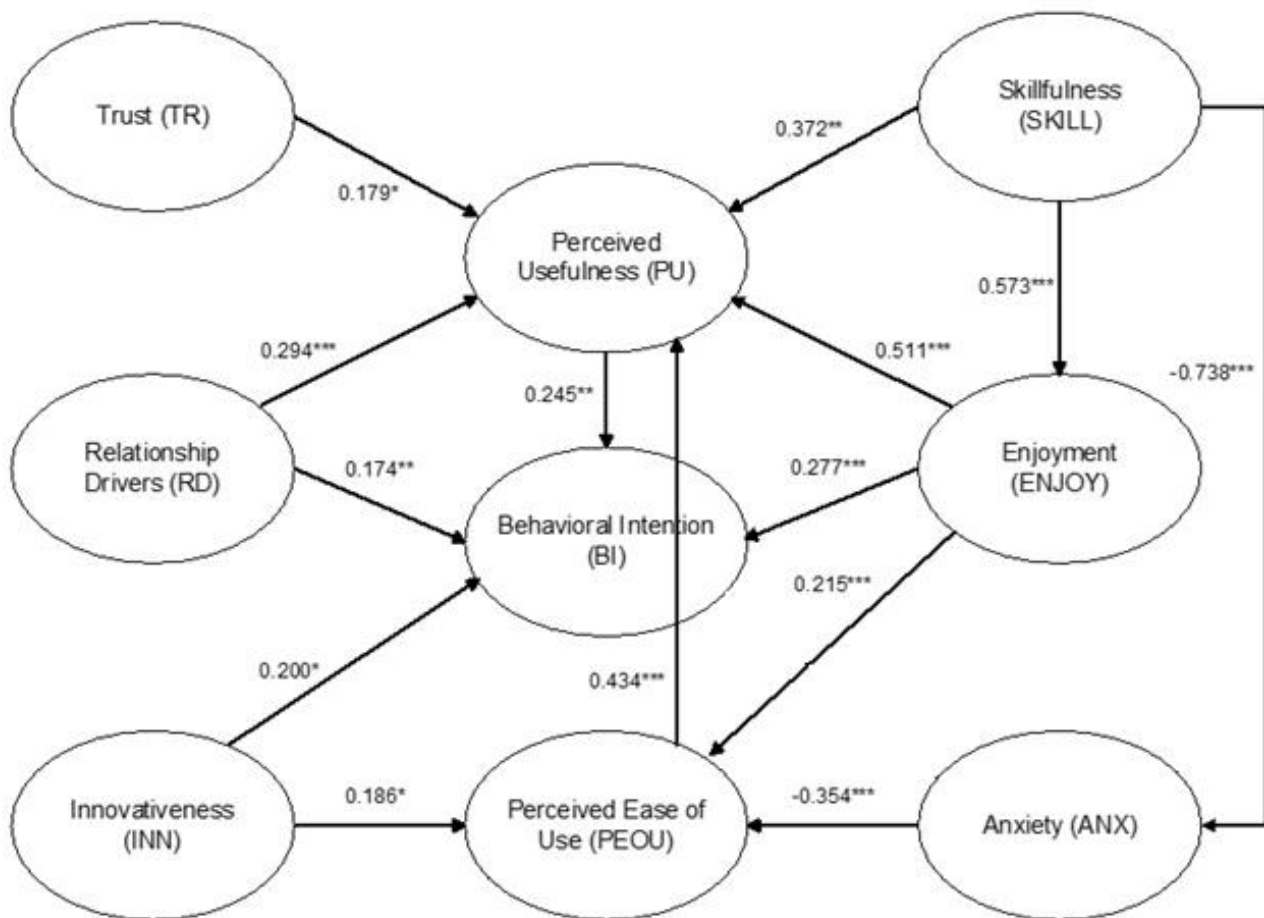 Trust (TR)
Skillfulness
(SKILL)
0.372**
0.179*
Perceived
Usefulness (PU)
0.573***
0.294***
0.511***
-0.738***
0.245**
Relationship
Drivers (RD)
0.174**
0.277***
Enjoyment
(ENJOY)
Behavioral Intention
(BI)
0.215***
0.200*
0.434***
Innovativeness
(INN)
0.186*
Perceived Ease of
Use (PEOU)
-0.354***
Anxiety (ANX)